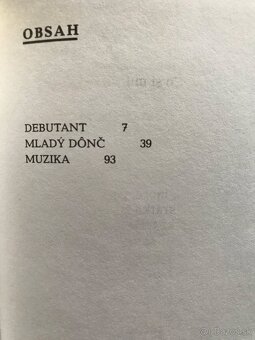 OBSAH
DEBUTANT 7
MLADÝ DÔNČ 39
MUZIKA 93